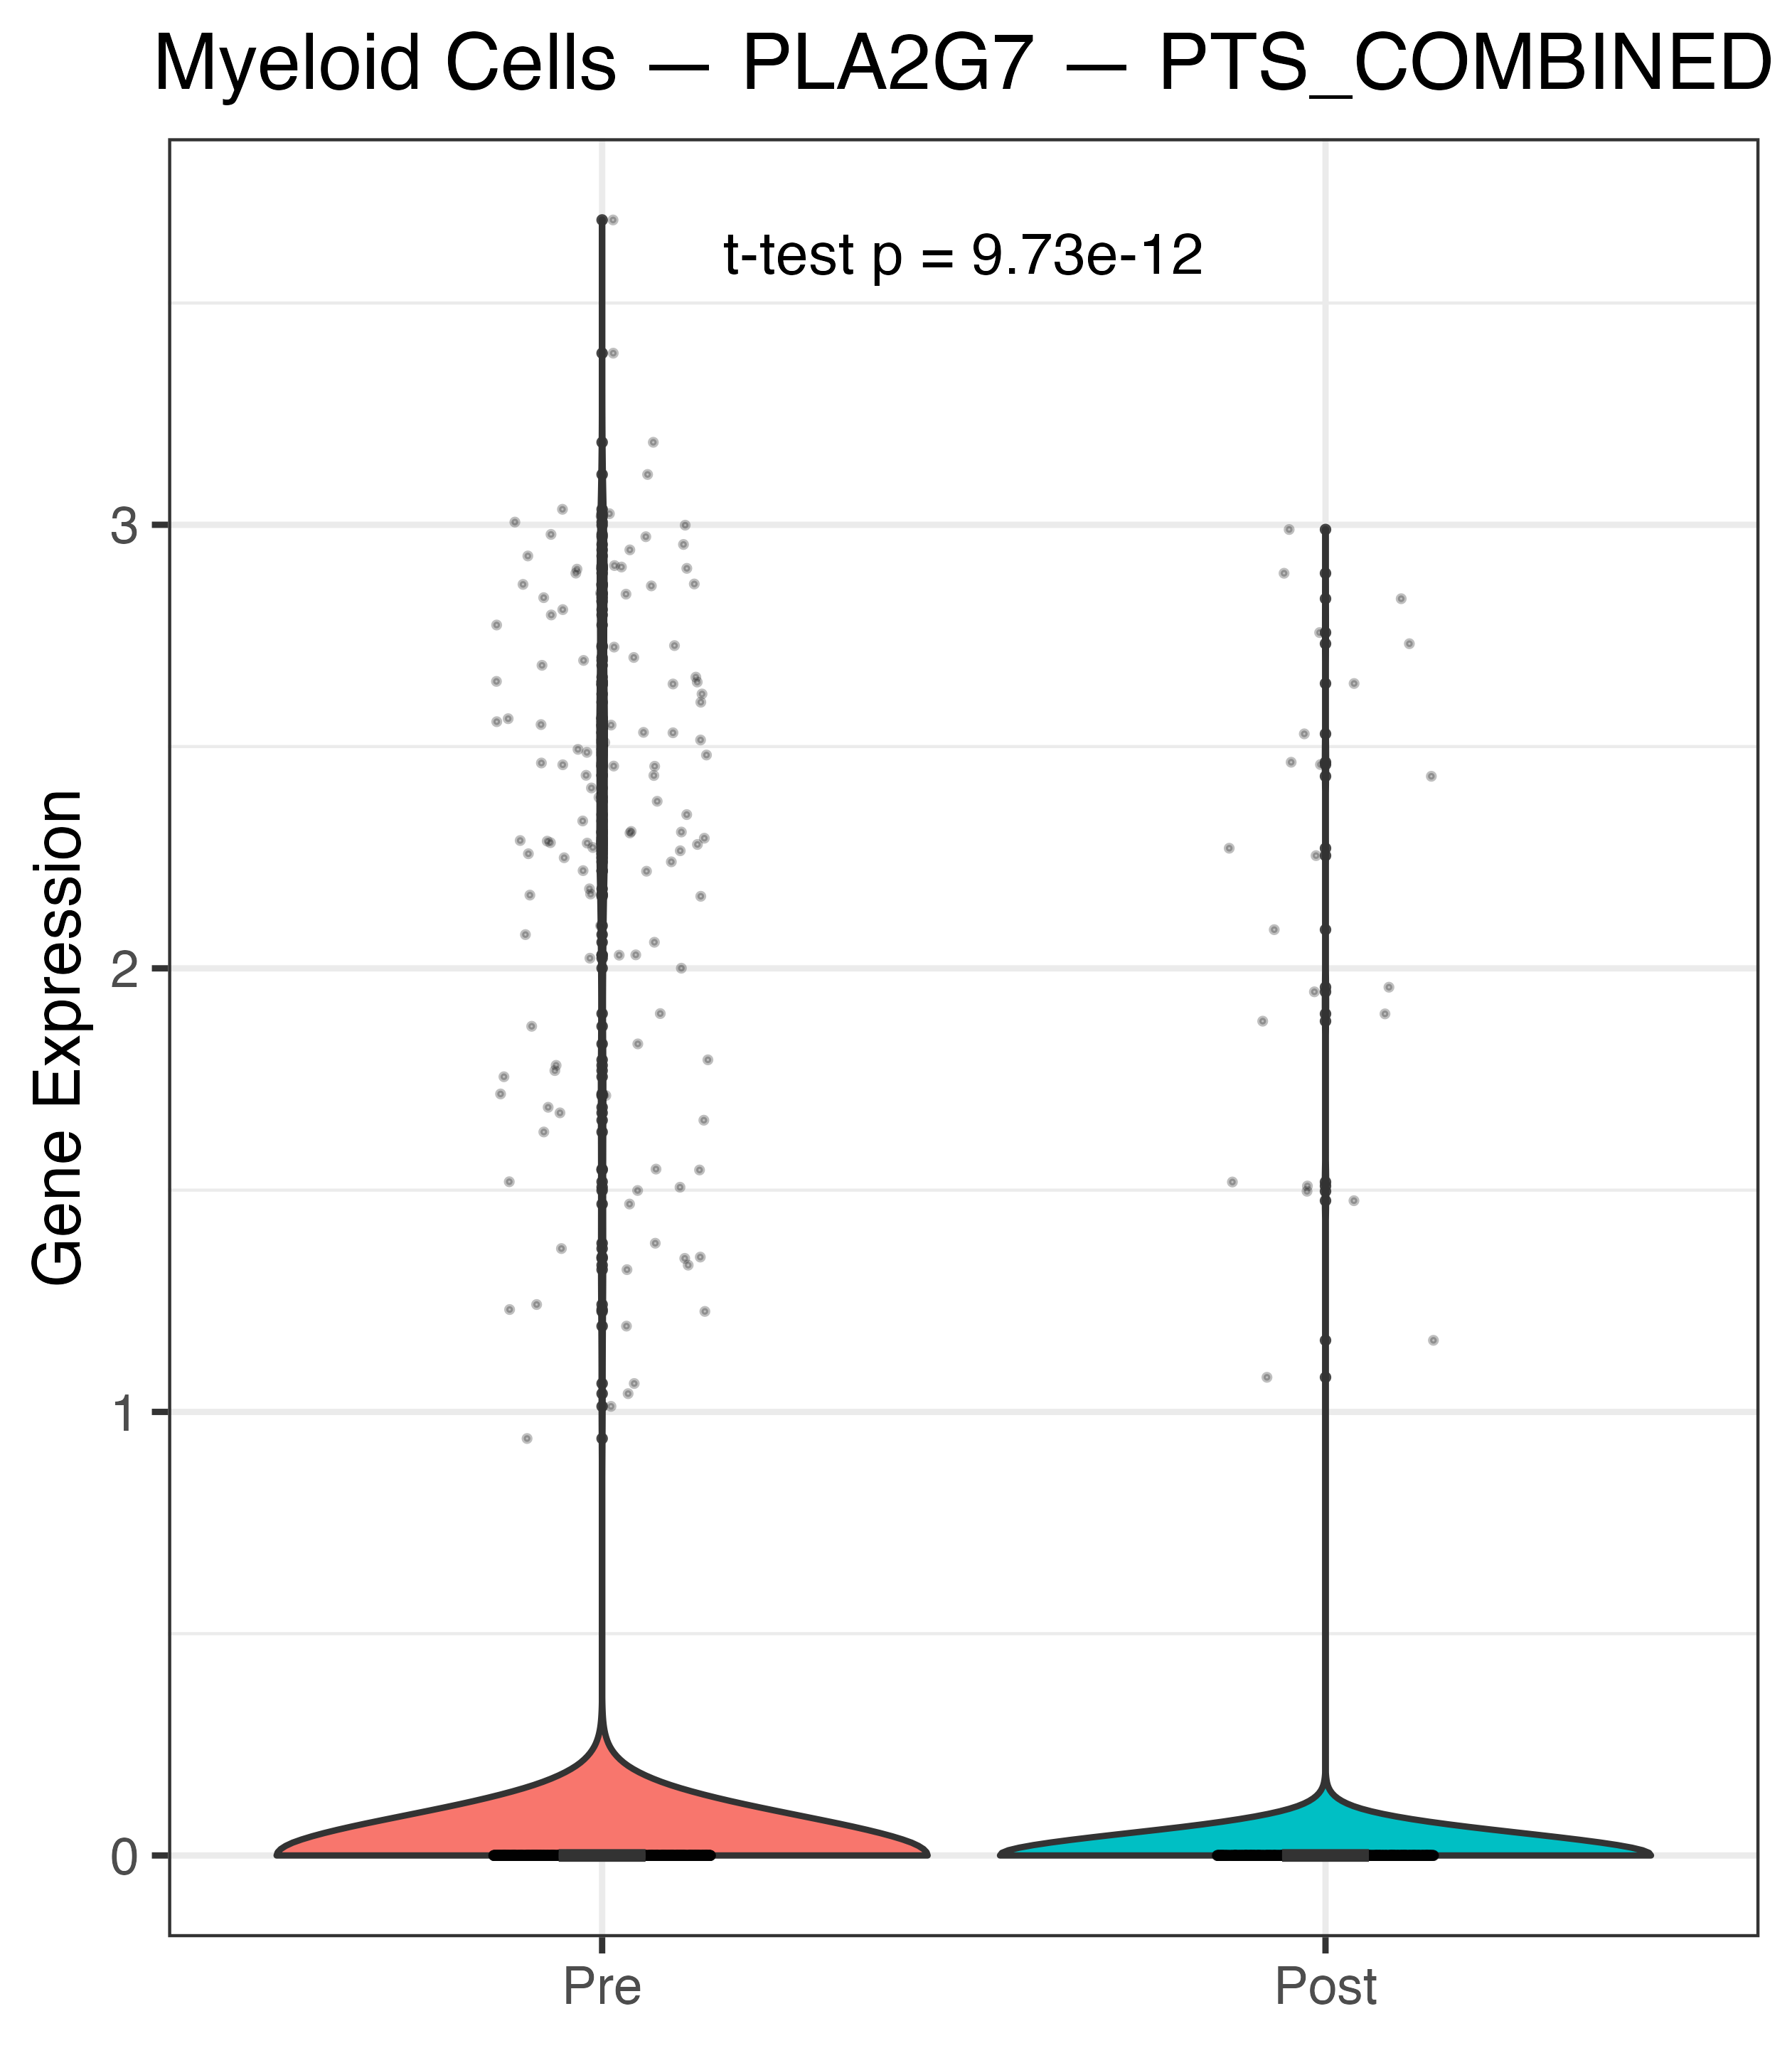 Myeloid Cells — PLA2G7 — PTS_COMBINED
t-test p = 9.73e-12
Gene Expression
3
2
1
0
Pre
Post